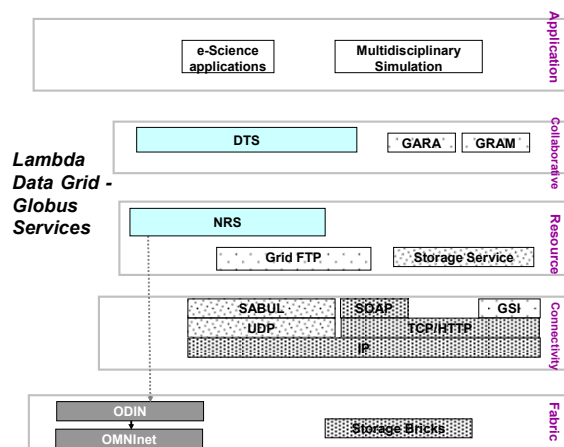 e-Science
applications
Multidisciplinary
Simulation
Application
DTS
GARA
GRAM
Collaborative
Lambda
Data Grid -
Globus
Services
NRS
Grid FTP
Storage Service
Resource
SABUL
SOAP
GSI
UDP
TCP/HTTP
IP
Connectivity
ODIN
OMNInet
Storage Bricks
Fabric